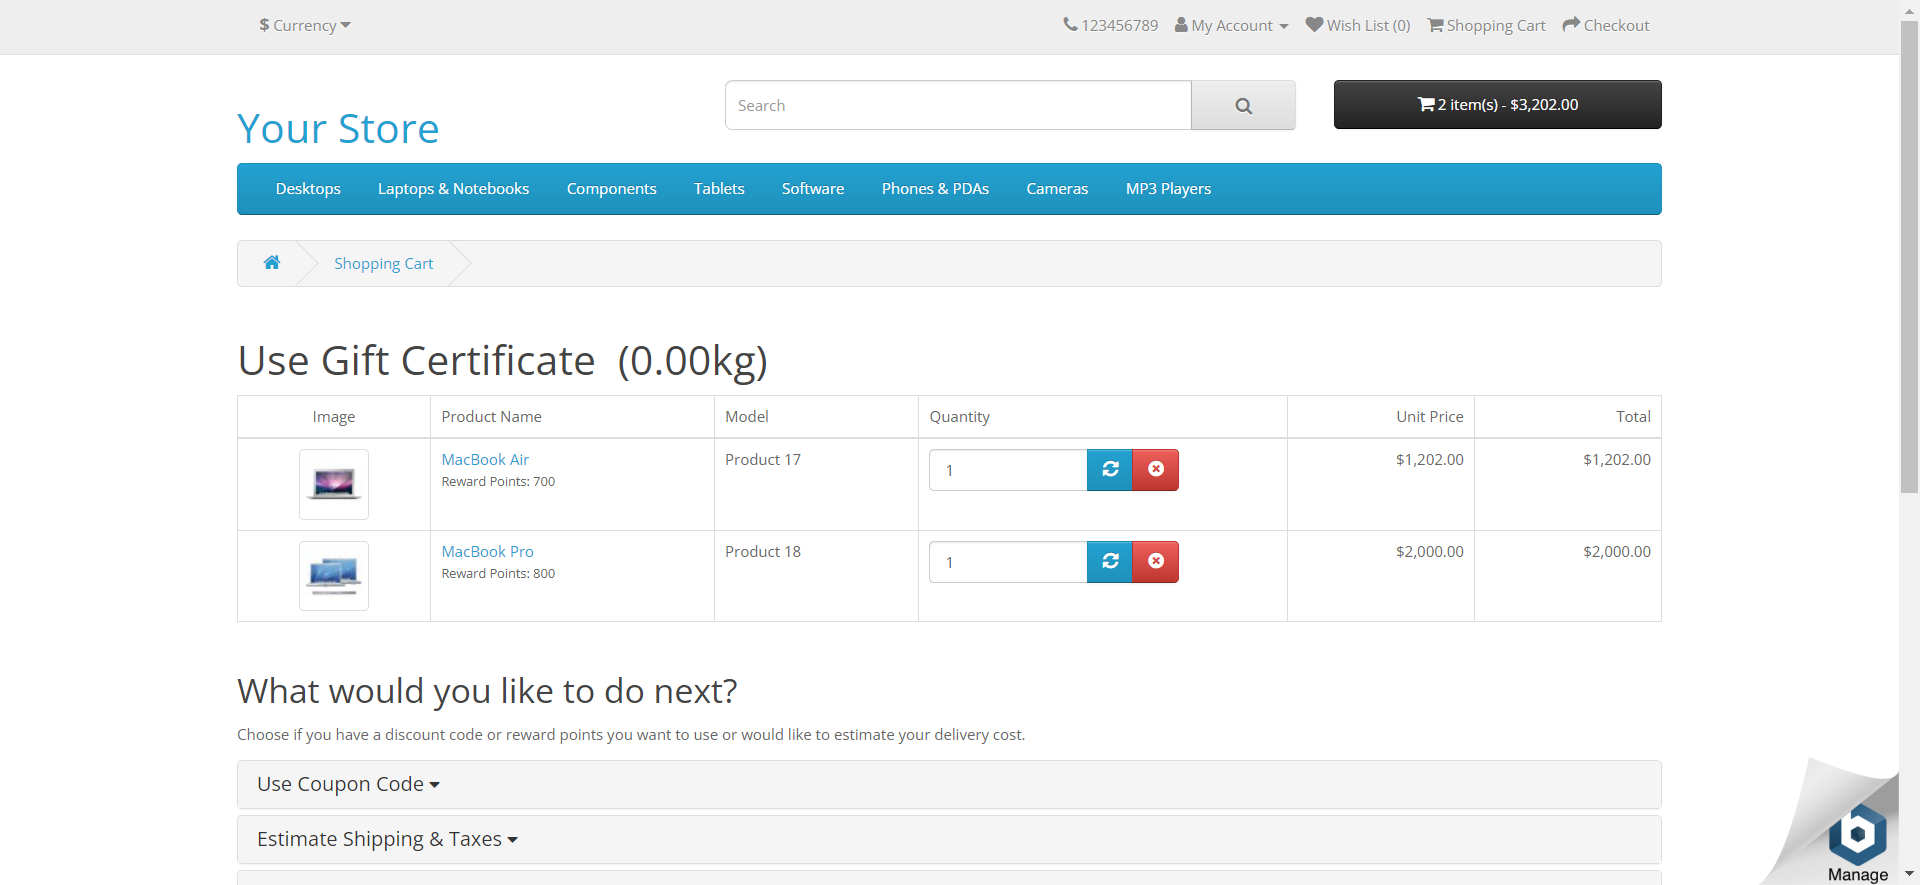 $ Currency
123456789 My Account Wish List (0) Shopping Cart Checkout
Search
2 item(s) - $3,202.00
Your Store
Desktops Laptops & Notebooks Components Tablets Software Phones & PDAs Cameras MP3 Players
Shopping Cart
Use Gift Certificate (0.00kg)
Image Product Name Model Quantity Unit Price Total
MacBook Air Product 17 1 $1,202.00 $1,202.00
Reward Points: 700
MacBook Pro Product 18 1 $2,000.00 $2,000.00
Reward Points: 800
What would you like to do next?
Choose if you have a discount code or reward points you want to use or would like to estimate your delivery cost.
Use Coupon Code
Estimate Shipping & Taxes
b
Manage